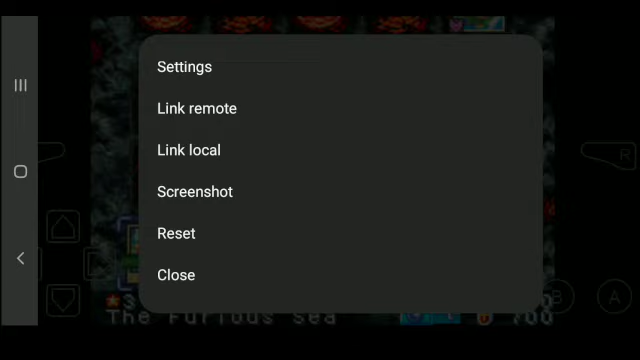 Settings
Link remote
Link local
Screenshot
Reset
Close
R
B
A
The Furious Sea